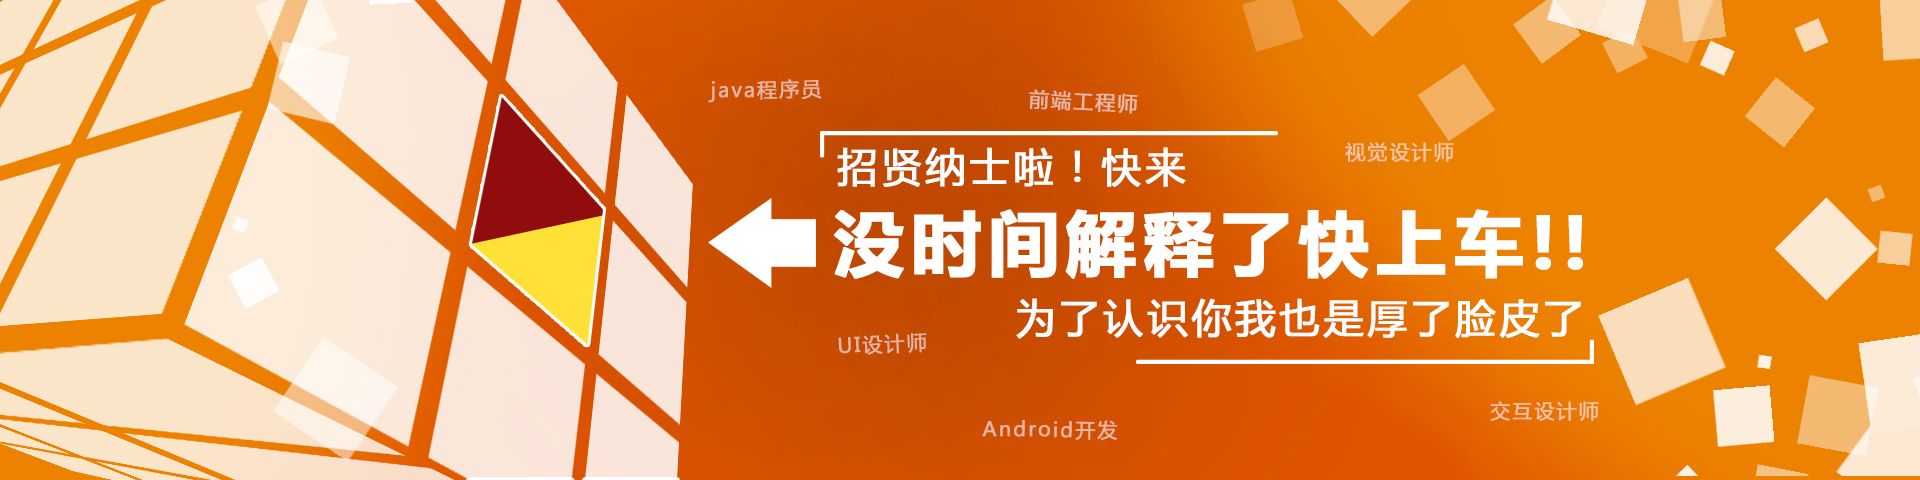 java程序员
前端工程师
视觉设计师
招贤纳士啦！快来
没时间解释了快上车!!
为了认识你我也是厚了脸皮了
UI设计师
交互设计师
Android开发